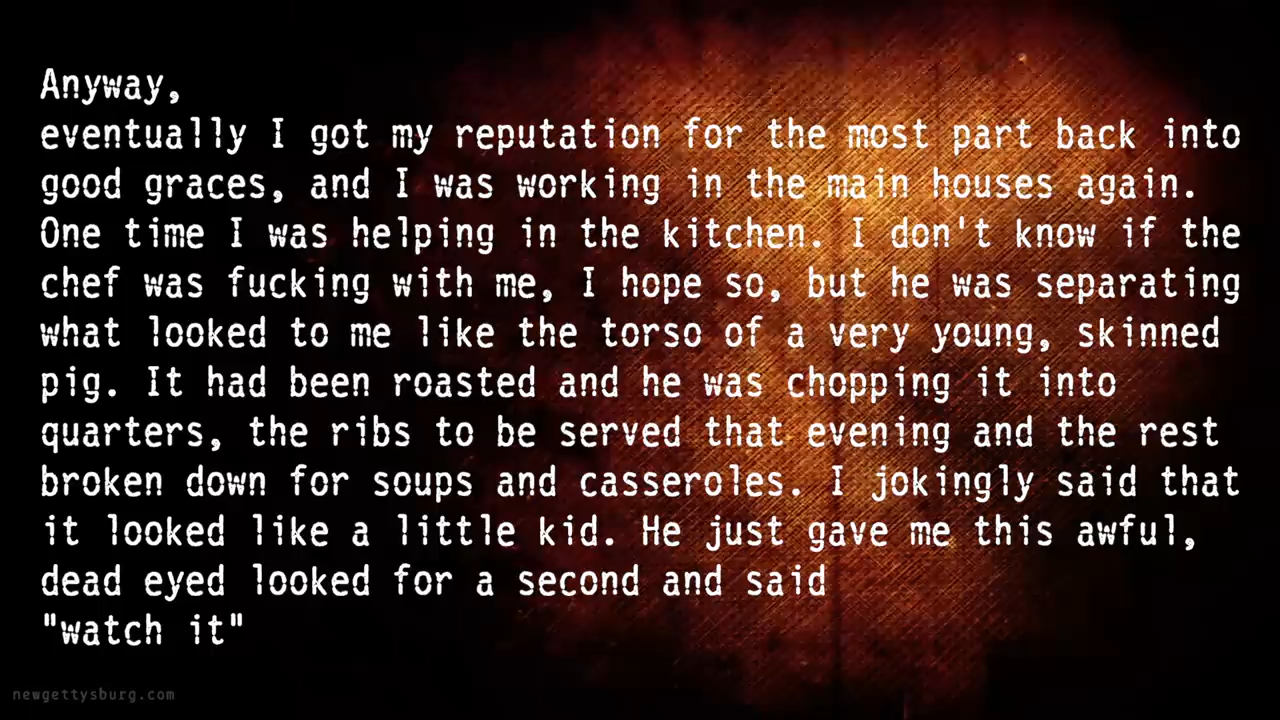 Anyway,
eventually I got my reputation for the most part back into
good graces, and I was working in the main houses again.
One time I was helping in the kitchen. I don't know if the
chef was fucking with me, I hope so, but he was separating
what looked to me like the torso of a very young, skinned
pig. It had been roasted and he was chopping it into
quarters, the ribs to be served that evening and the rest
broken down for soups and casseroles. I jokingly said that
it looked like a little kid. He just gave me this awful,
dead eyed looked for a second and said
"watch it"
newgettysburg.com